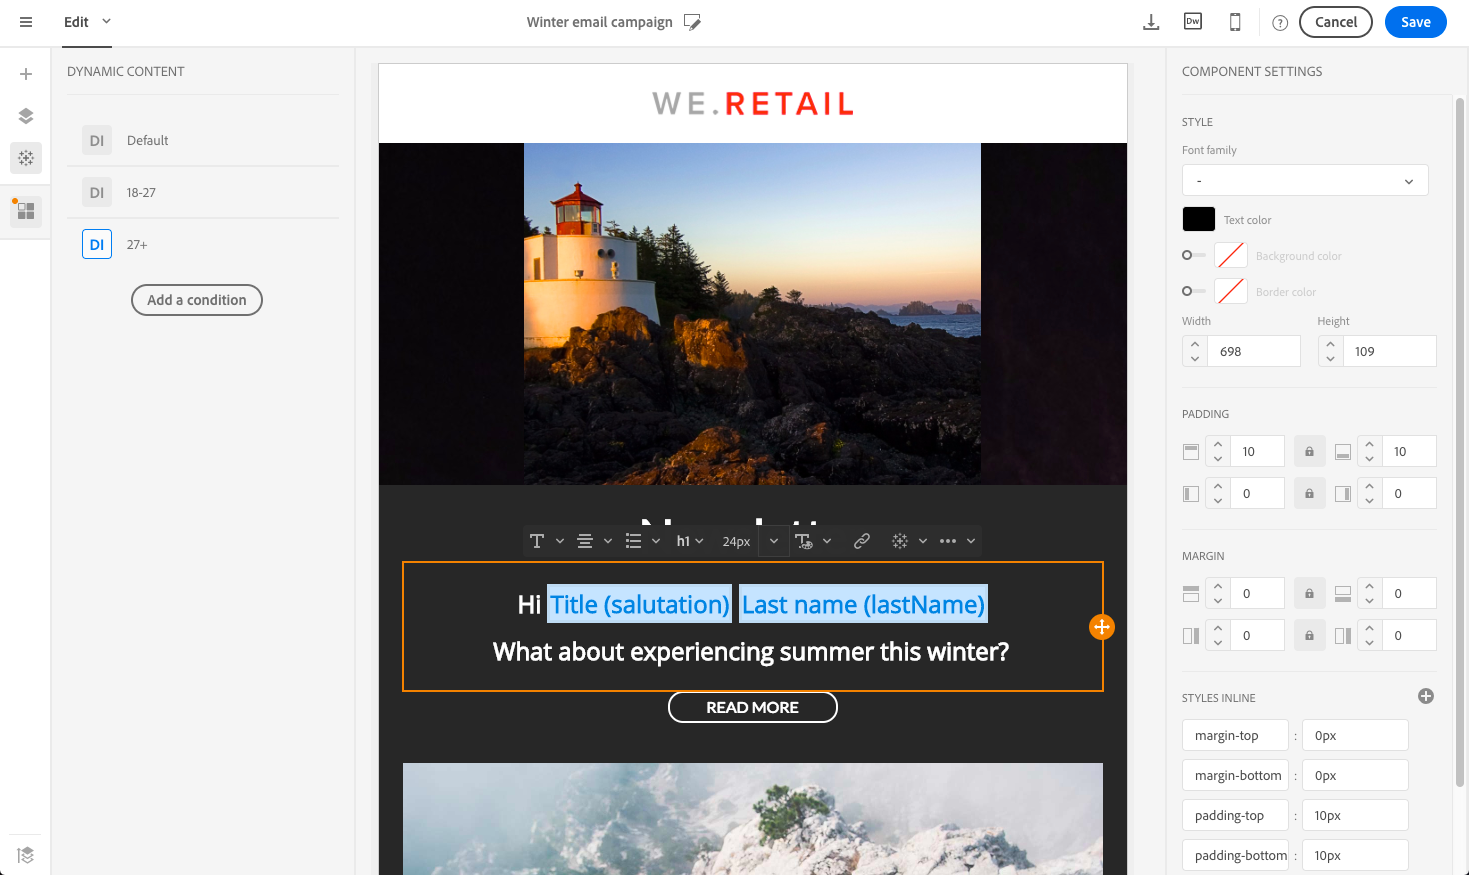 Edit
Winter email campaign
Dw
?
Cancel
Save
DYNAMIC CONTENT
DI Default
DI 18-27
DI 27+
Add a condition
WE.RETAIL
T
h1
24px
Hi Title (salutation) Last name (lastName)
What about experiencing summer this winter?
READ MORE
COMPONENT SETTINGS
STYLE
Font family
-
Text color
Background color
Border color
Width Height
698 109
PADDING
10 10
0 0
MARGIN
0 0
0 0
STYLES INLINE
margin-top : 0px
margin-bottom : 0px
padding-top : 10px
padding-bottom : 10px